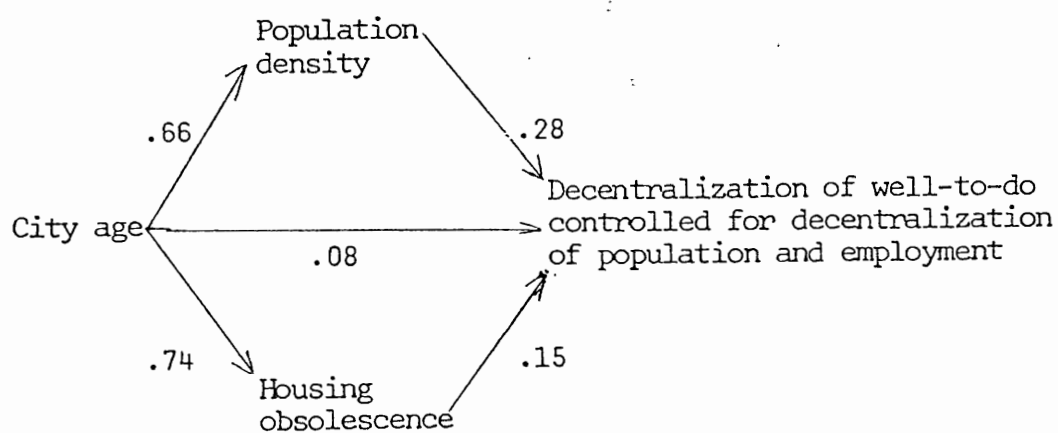 Population
density
.66
.28
City age
.08
Decentralization of well-to-do
controlled for decentralization
of population and employment
.74
.15
Housing
obsolescence